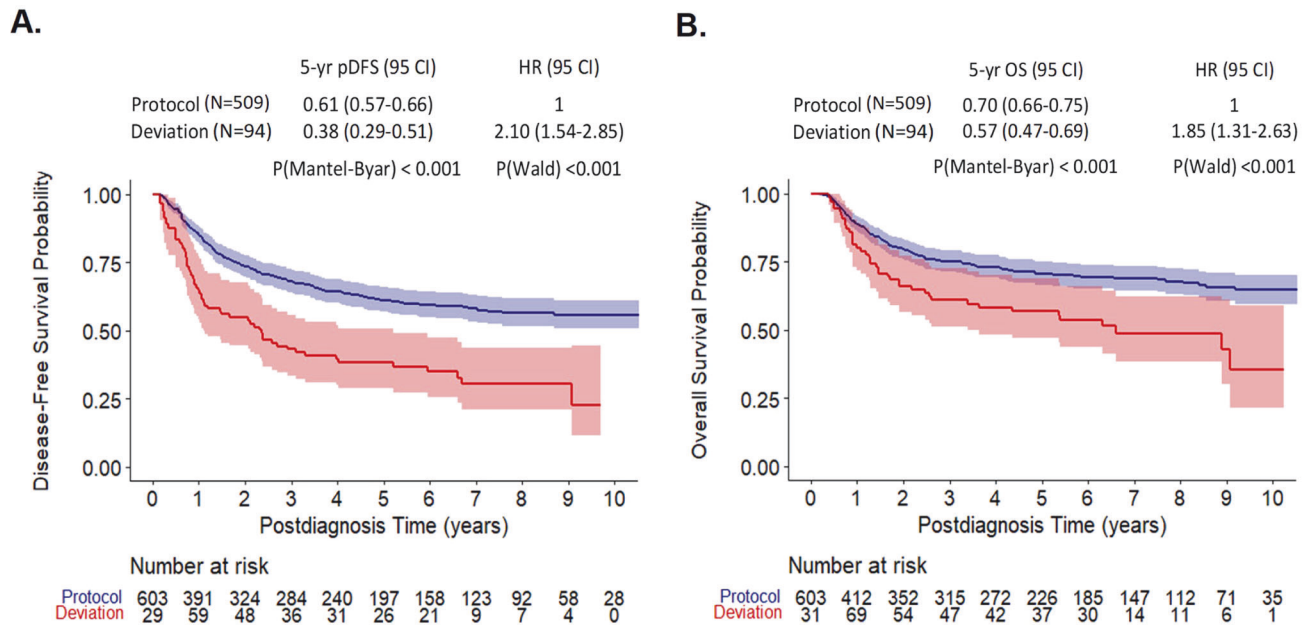 A.
5-yr pDFS (95 CI) HR (95 CI)
Protocol (N=509) 0.61 (0.57-0.66) 1
Deviation (N=94) 0.38 (0.29-0.51) 2.10 (1.54-2.85)
P(Mantel-Byar) < 0.001 P(Wald) <0.001
Disease-Free Survival Probability
1.00
0.75
0.50
0.25
0.00
0 1 2 3 4 5 6 7 8 9 10
Postdiagnosis Time (years)
Number at risk
Protocol 603 391 324 284 240 197 158 123 92 58 28
Deviation 29 59 48 36 31 26 21 9 7 4 0
B.
5-yr OS (95 CI) HR (95 CI)
Protocol (N=509) 0.70 (0.66-0.75) 1
Deviation (N=94) 0.57 (0.47-0.69) 1.85 (1.31-2.63)
P(Mantel-Byar) < 0.001 P(Wald) <0.001
Overall Survival Probability
1.00
0.75
0.50
0.25
0.00
0 1 2 3 4 5 6 7 8 9 10
Postdiagnosis Time (years)
Number at risk
Protocol 603 412 352 315 272 226 185 147 112 71 35
Deviation 31 69 54 47 42 37 30 14 11 6 1